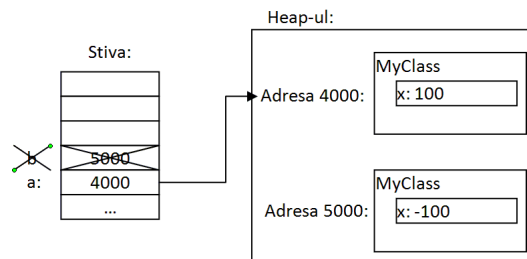 Heap-ul:
Stiva:
MyClass
Adresa 4000:
x: 100
b
5000
a:
4000
...
MyClass
Adresa 5000:
x: -100